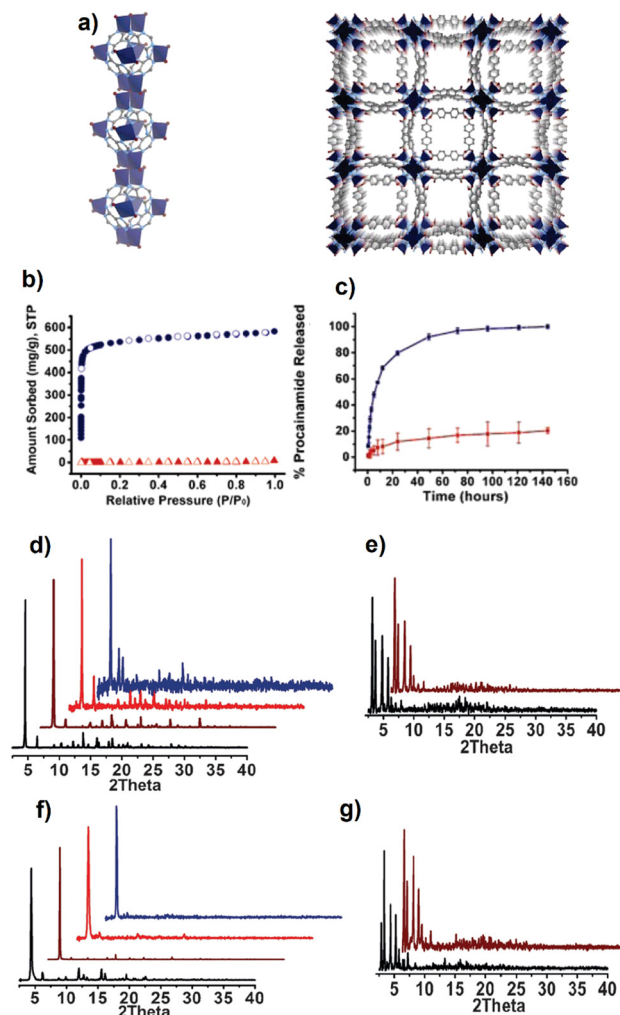 a)
b)
Amount Sorbed (mg/g), STP
600
500
400
300
200
100
0
0.0 0.2 0.4 0.6 0.8 1.0
Relative Pressure (P/P₀)
c)
% Procainamide Released
100
80
60
40
20
0
0 20 40 60 80 100 120 140 160
Time (hours)
d)
5 10 15 20 25 30 35 40
2Theta
e)
5 10 15 20 25 30 35 40
2Theta
f)
5 10 15 20 25 30 35 40
2Theta
g)
5 10 15 20 25 30 35 40
2Theta